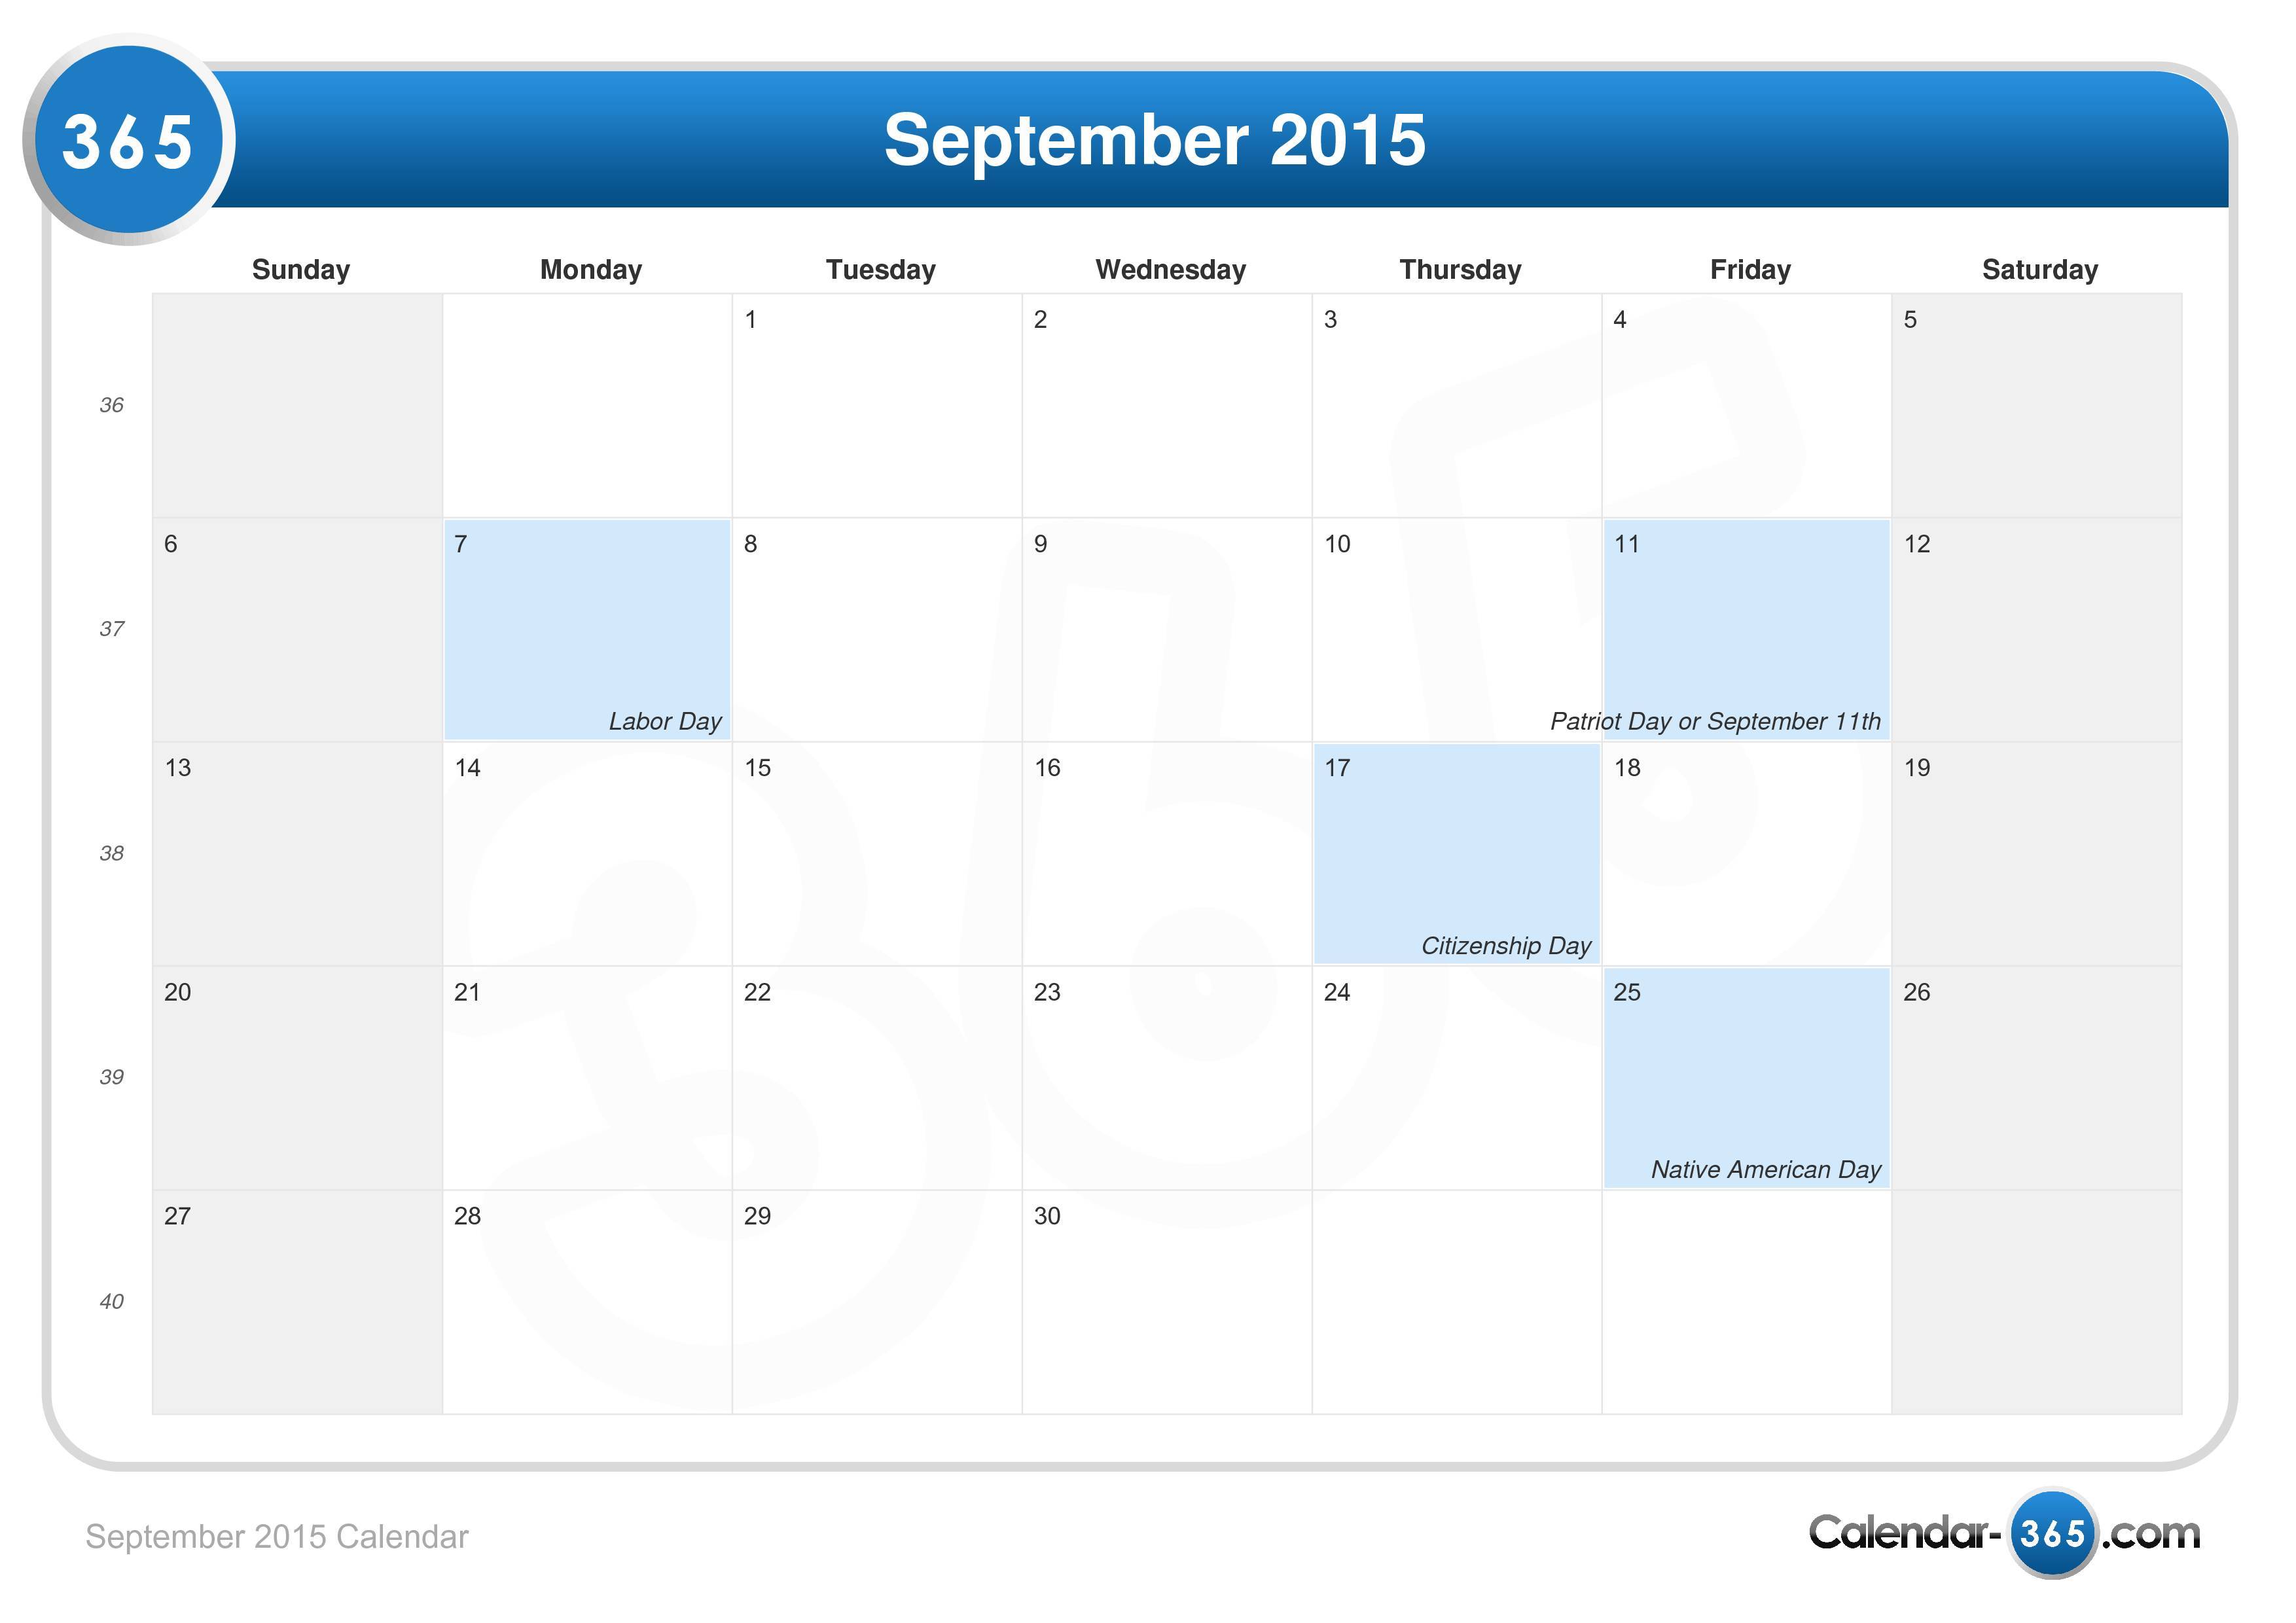 365
September 2015
Sunday Monday Tuesday Wednesday Thursday Friday Saturday
1 2 3 4 5
36
6 7 8 9 10 11 12
37
Labor Day Patriot Day or September 11th
13 14 15 16 17 18 19
38
Citizenship Day
20 21 22 23 24 25 26
39
Native American Day
27 28 29 30
40
September 2015 Calendar
Calendar-365.com